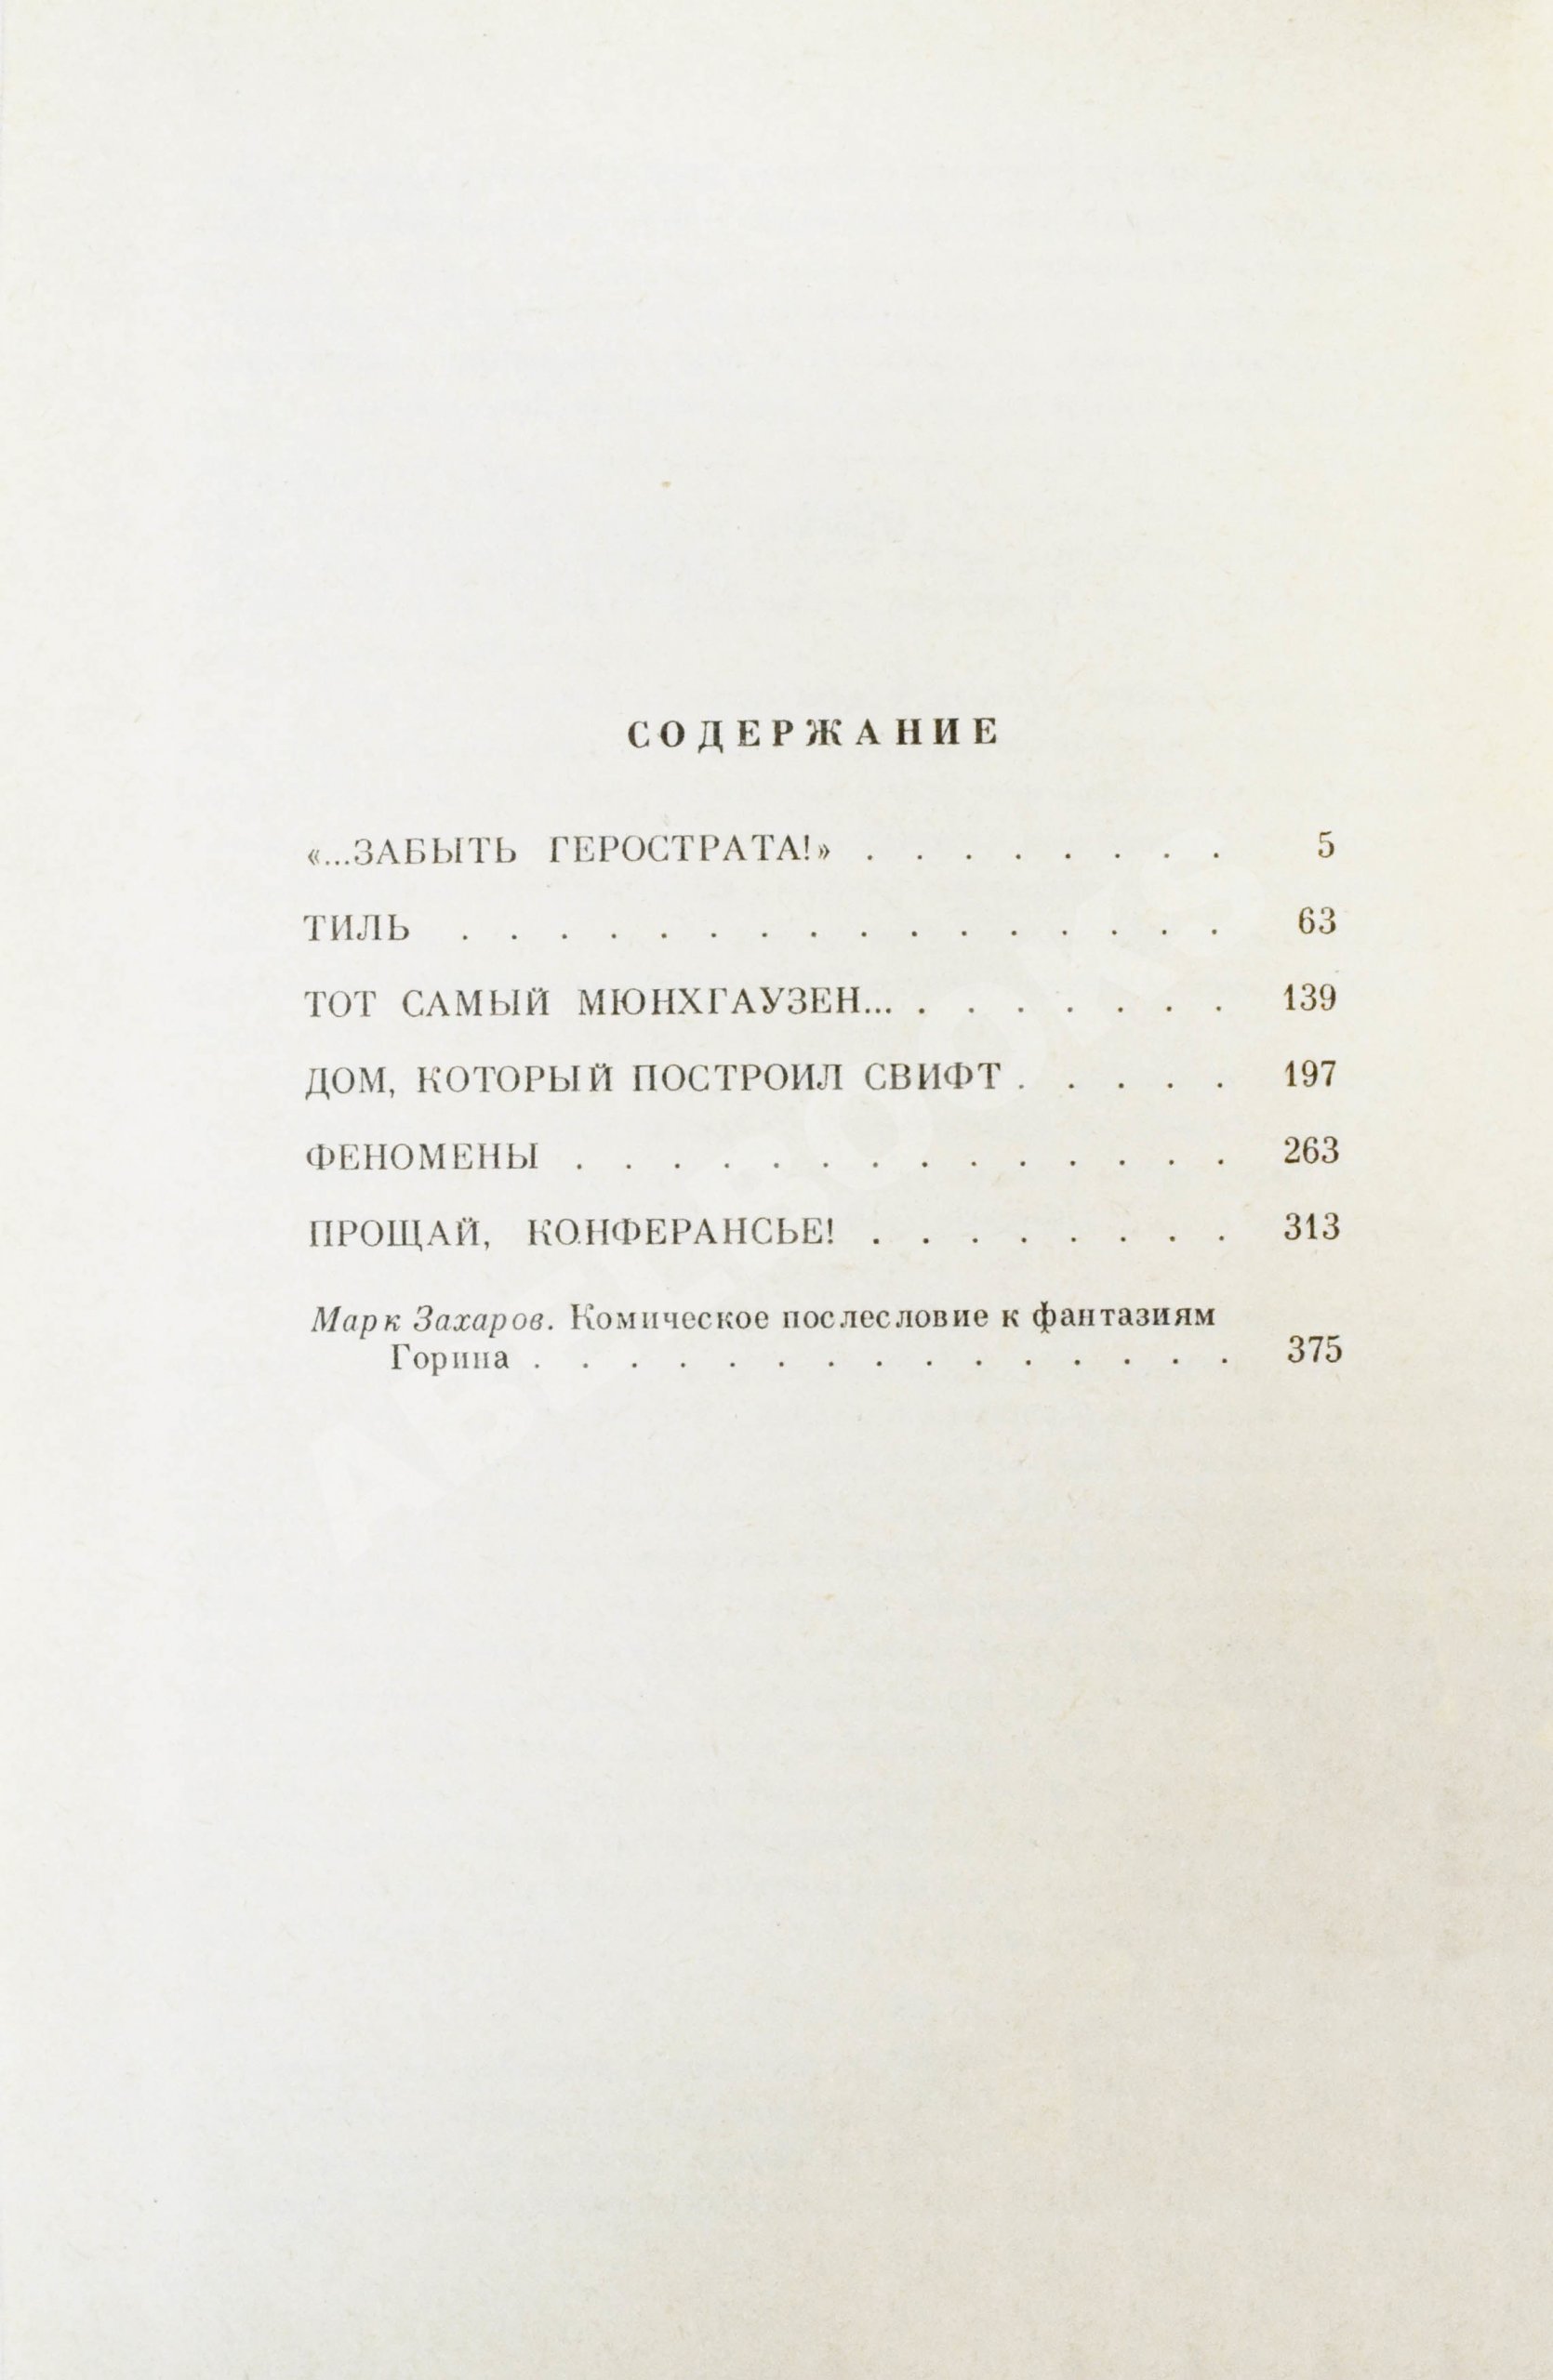 СОДЕРЖАНИЕ
«...ЗАБЫТЬ ГЕРОСТРАТА!» . . . . . . . . 5
ТИЛЬ . . . . . . . . . . . . . . . . 63
ТОТ САМЫЙ МЮНХГАУЗЕН... . . . . . . . . 139
ДОМ, КОТОРЫЙ ПОСТРОИЛ СВИФТ . . . . . 197
ФЕНОМЕНЫ . . . . . . . . . . . . . . 263
ПРОЩАЙ, КОНФЕРАНСЬЕ! . . . . . . . . 313
Марк Захаров. Комическое послесловие к фантазиям
Горина . . . . . . . . . . . . . . . 375